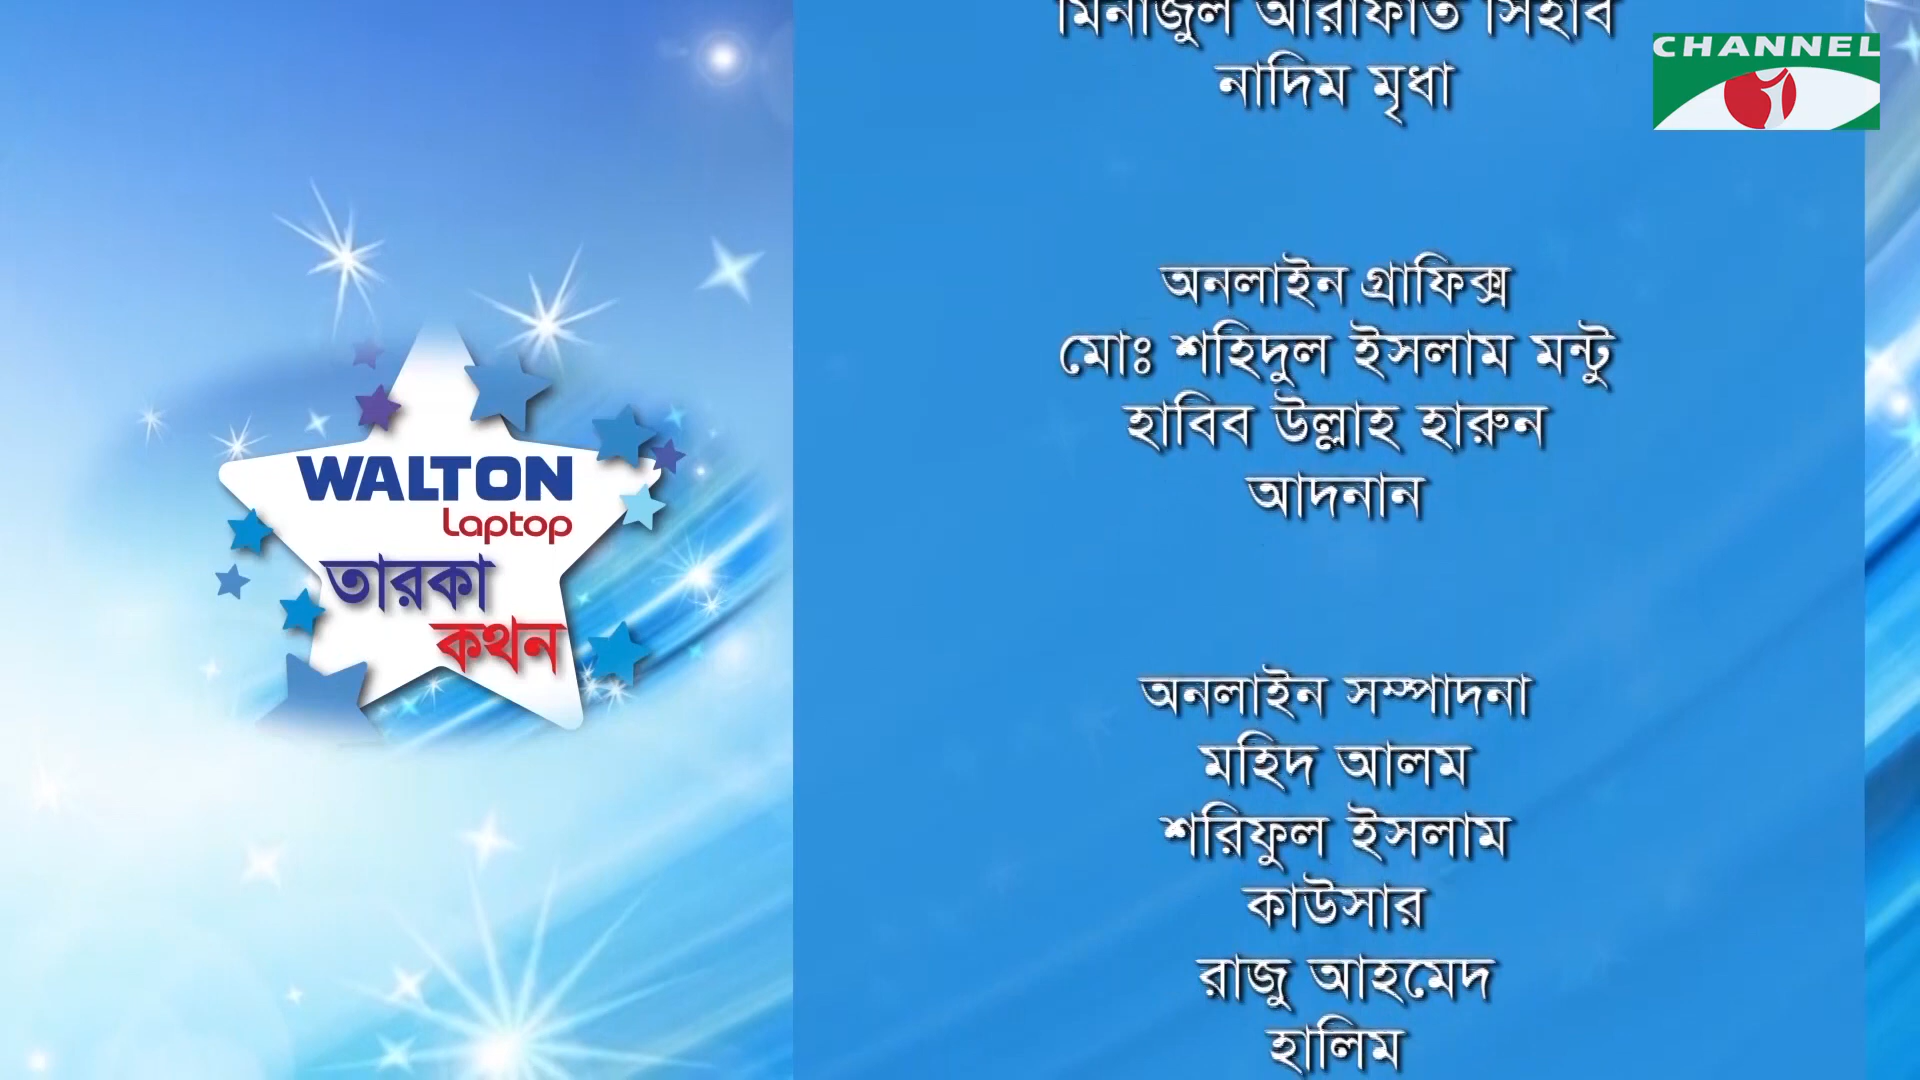 মিনাজুল আরাফাত সিহাব
নাদিম মৃধা
CHANNEL
অনলাইন গ্রাফিক্স
মোঃ শহিদুল ইসলাম মন্টু
হাবিব উল্লাহ হারুন
আদনান
WALTON
Laptop
তারকা
কথন
অনলাইন সম্পাদনা
মহিদ আলম
শরিফুল ইসলাম
কাউসার
রাজু আহমেদ
হালিম